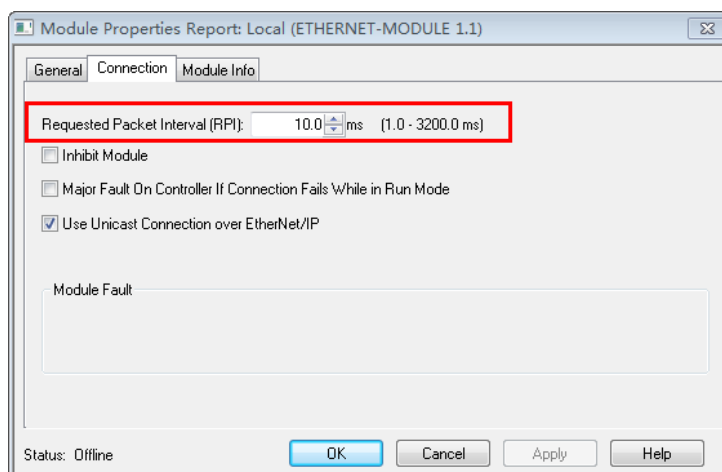 Module Properties Report: Local (ETHERNET-MODULE 1.1)
General Connection Module Info
Requested Packet Interval (RPI): 10.0 ms (1.0 - 3200.0 ms)
Inhibit Module
Major Fault On Controller If Connection Fails While in Run Mode
Use Unicast Connection over EtherNet/IP
Module Fault
Status: Offline OK Cancel Apply Help